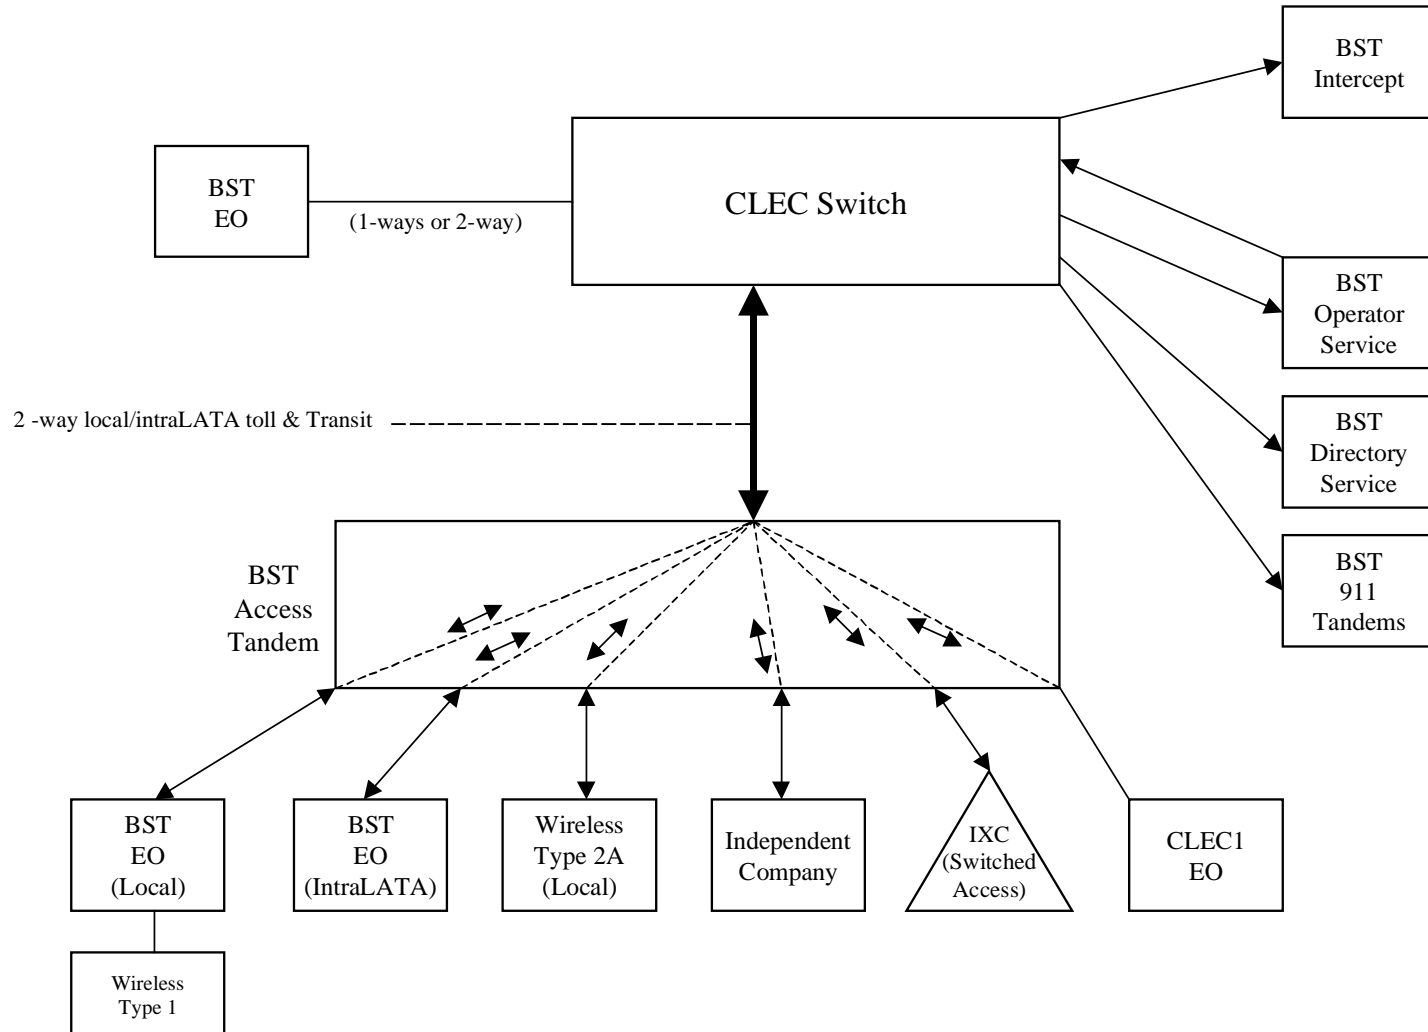 BST
Intercept
BST
EO
(1-ways or 2-way)
CLEC Switch
BST
Operator
Service
2 -way local/intraLATA toll & Transit
BST
Directory
Service
BST
Access
Tandem
BST
911
Tandems
BST
EO
(Local)
BST
EO
(IntraLATA)
Wireless
Type 2A
(Local)
Independent
Company
IXC
(Switched
Access)
CLEC1
EO
Wireless
Type 1